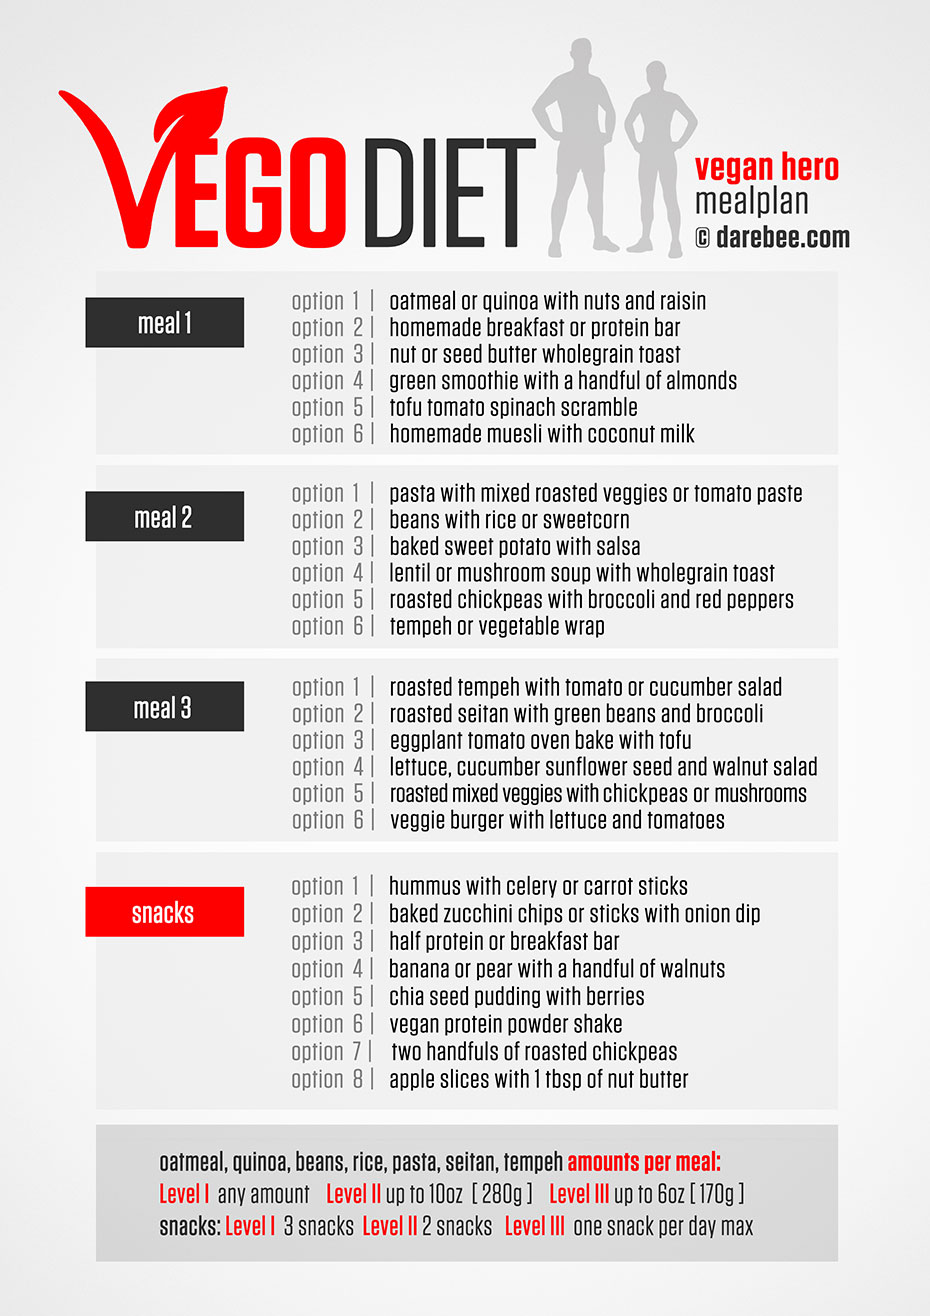 VEGO DIET
vegan hero
mealplan
© darebee.com
meal 1
option 1 | oatmeal or quinoa with nuts and raisin
option 2 | homemade breakfast or protein bar
option 3 | nut or seed butter wholegrain toast
option 4 | green smoothie with a handful of almonds
option 5 | tofu tomato spinach scramble
option 6 | homemade muesli with coconut milk
meal 2
option 1 | pasta with mixed roasted veggies or tomato paste
option 2 | beans with rice or sweetcorn
option 3 | baked sweet potato with salsa
option 4 | lentil or mushroom soup with wholegrain toast
option 5 | roasted chickpeas with broccoli and red peppers
option 6 | tempeh or vegetable wrap
meal 3
option 1 | roasted tempeh with tomato or cucumber salad
option 2 | roasted seitan with green beans and broccoli
option 3 | eggplant tomato oven bake with tofu
option 4 | lettuce, cucumber sunflower seed and walnut salad
option 5 | roasted mixed veggies with chickpeas or mushrooms
option 6 | veggie burger with lettuce and tomatoes
snacks
option 1 | hummus with celery or carrot sticks
option 2 | baked zucchini chips or sticks with onion dip
option 3 | half protein or breakfast bar
option 4 | banana or pear with a handful of walnuts
option 5 | chia seed pudding with berries
option 6 | vegan protein powder shake
option 7 | two handfuls of roasted chickpeas
option 8 | apple slices with 1 tbsp of nut butter
oatmeal, quinoa, beans, rice, pasta, seitan, tempeh amounts per meal:
Level I any amount Level II up to 10oz [ 280g ] Level III up to 6oz [ 170g ]
snacks: Level I 3 snacks Level II 2 snacks Level III one snack per day max